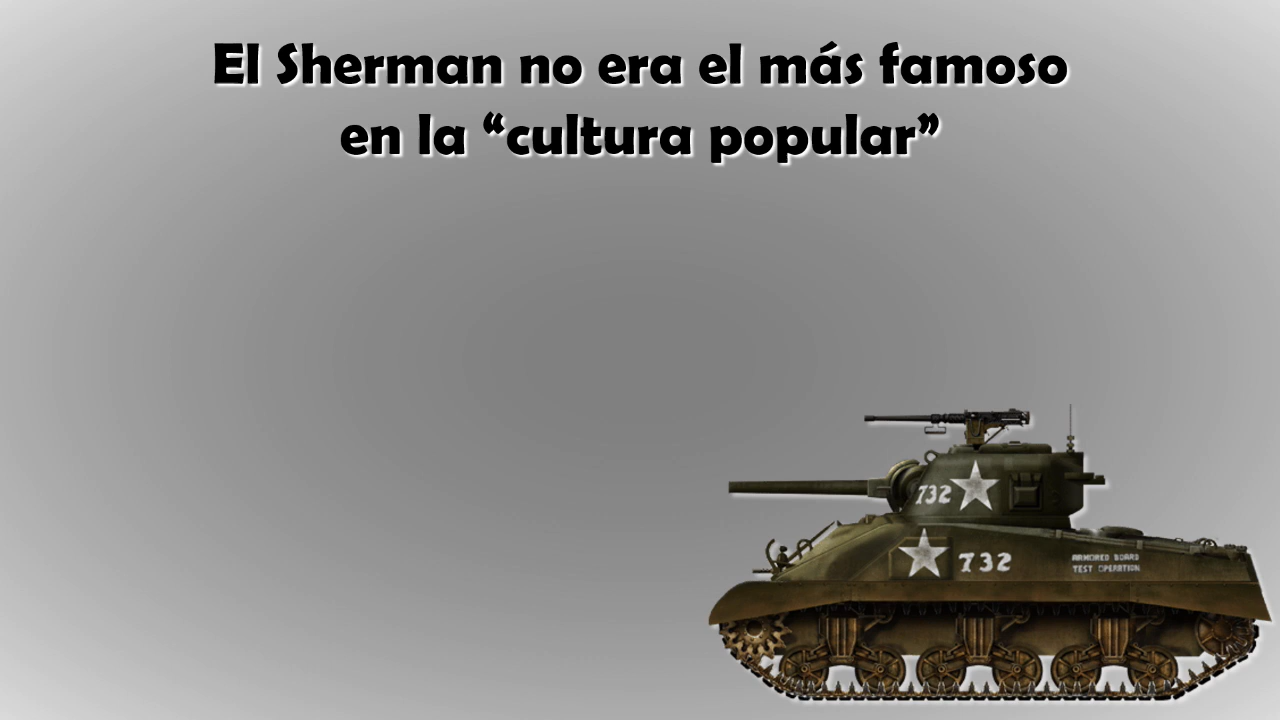 El Sherman no era el más famoso
en la “cultura popular”
732
732
ARMORED BOARD
TEST OPERATION